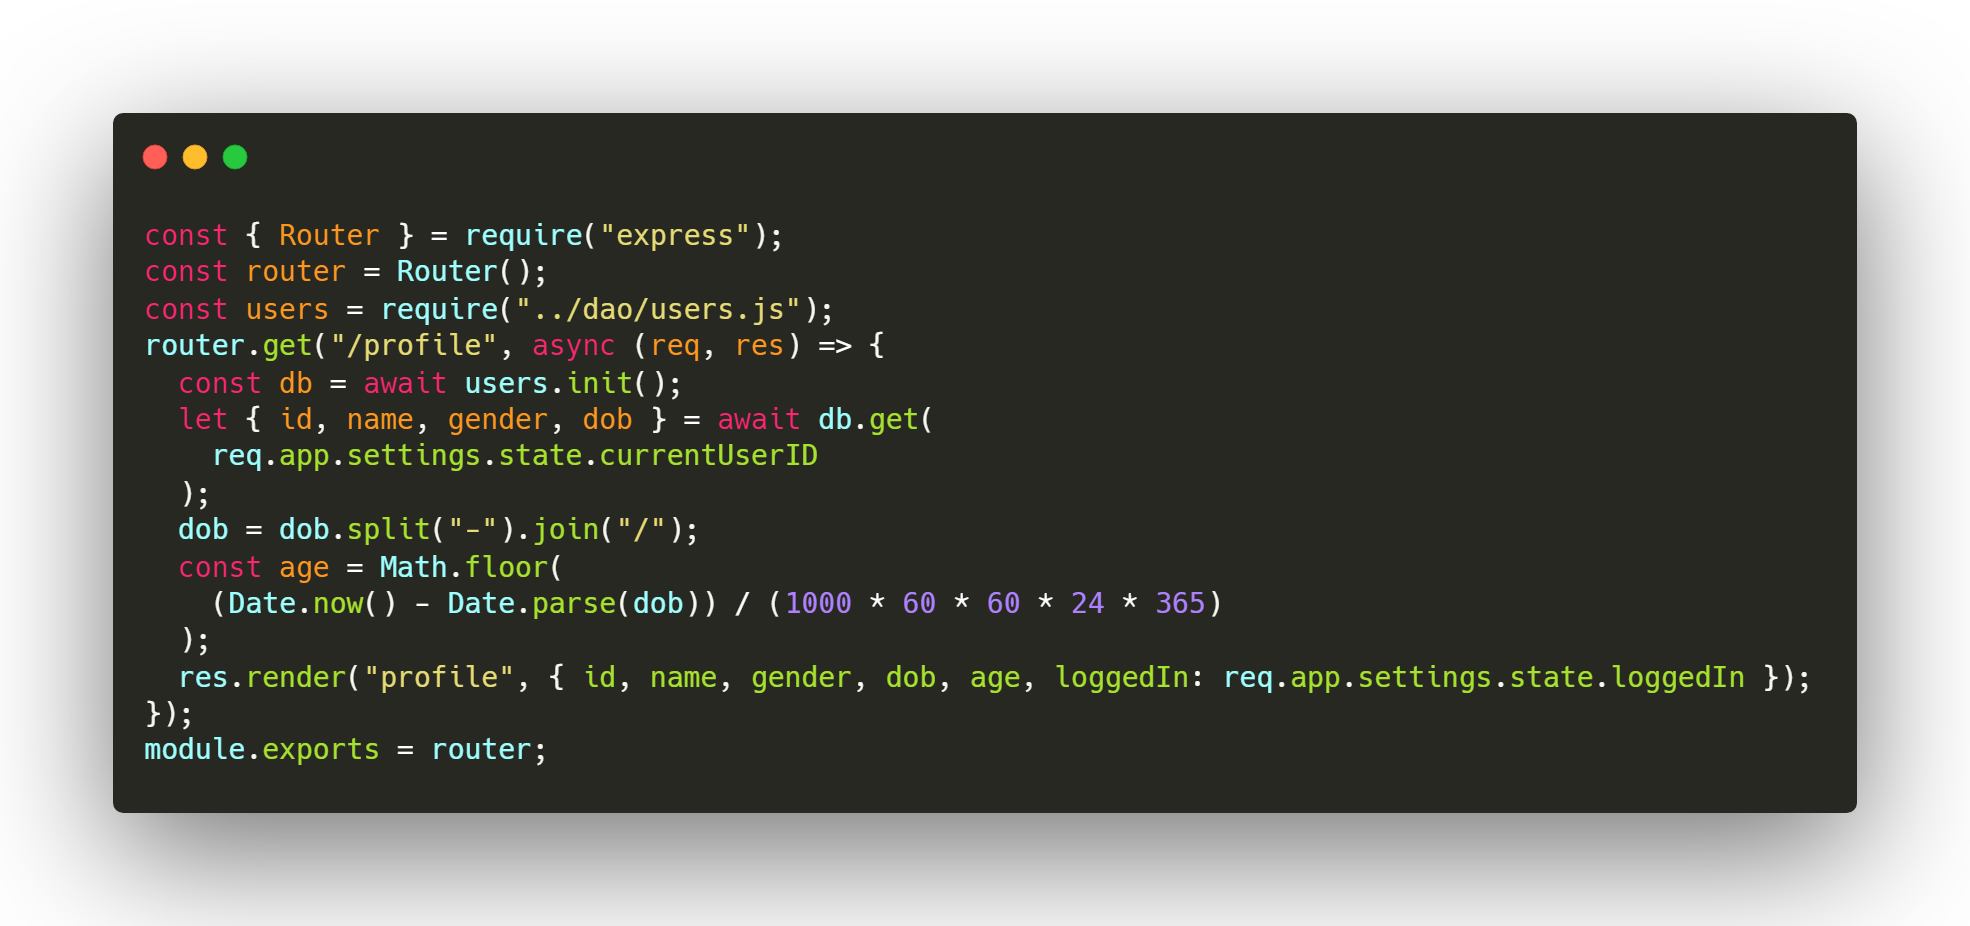 const { Router } = require("express");
const router = Router();
const users = require("../dao/users.js");
router.get("/profile", async (req, res) => {
  const db = await users.init();
  let { id, name, gender, dob } = await db.get(
    req.app.settings.state.currentUserID
  );
  dob = dob.split("-").join("/");
  const age = Math.floor(
    (Date.now() - Date.parse(dob)) / (1000 * 60 * 60 * 24 * 365)
  );
  res.render("profile", { id, name, gender, dob, age, loggedIn: req.app.settings.state.loggedIn });
});
module.exports = router;